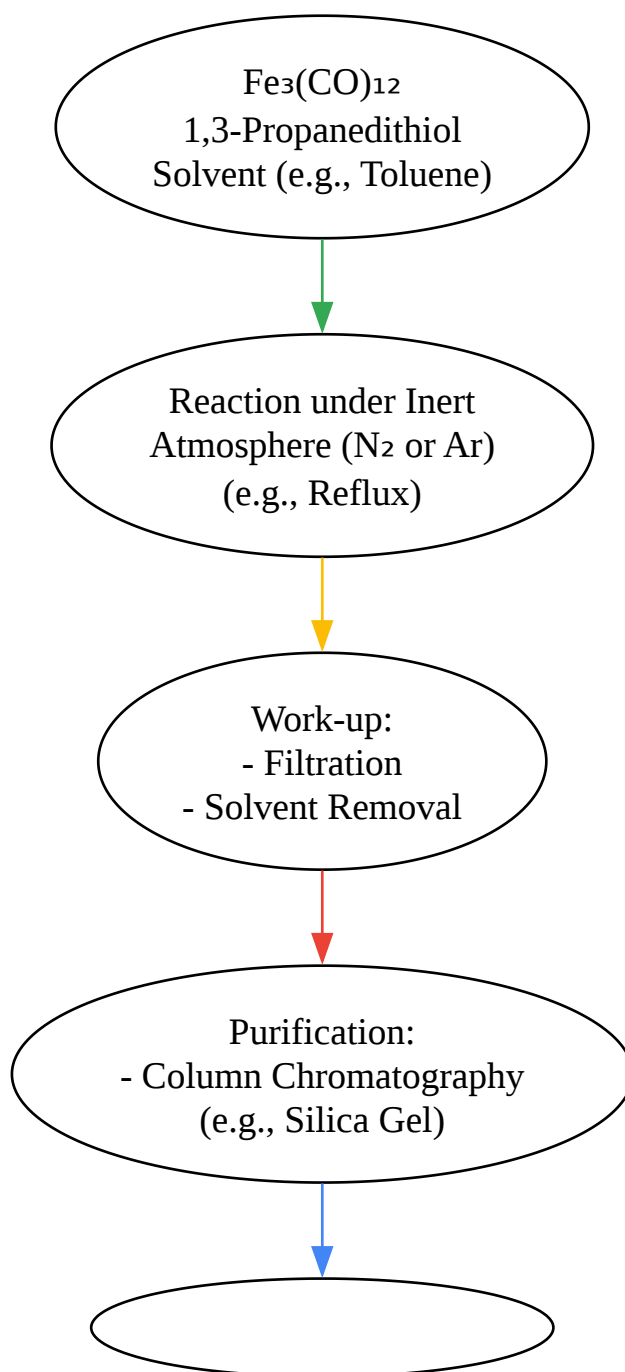 Fe₃(CO)₁₂
1,3-Propanedithiol
Solvent (e.g., Toluene)
Reaction under Inert
Atmosphere (N₂ or Ar)
(e.g., Reflux)
Work-up:
- Filtration
- Solvent Removal
Purification:
- Column Chromatography
(e.g., Silica Gel)